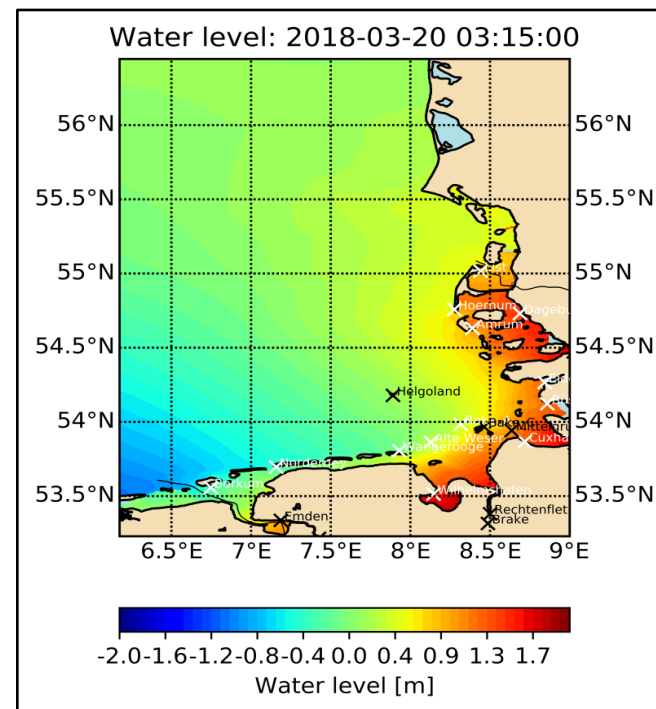 Water level: 2018-03-20 03:15:00
56°N 56°N
55.5°N 55.5°N
55°N 55°N
Hoernum
Amrum
54.5°N 54.5°N
Helgoland
54°N 54°N
Alte Weser
Wangerooge
Norderney
Borkum
53.5°N 53.5°N
Wilhelmshafen
Rechtenflet
Emden
Brake
6.5°E 7°E 7.5°E 8°E 8.5°E 9°E
-2.0 -1.6 -1.2 -0.8 -0.4 0.0 0.4 0.9 1.3 1.7
Water level [m]